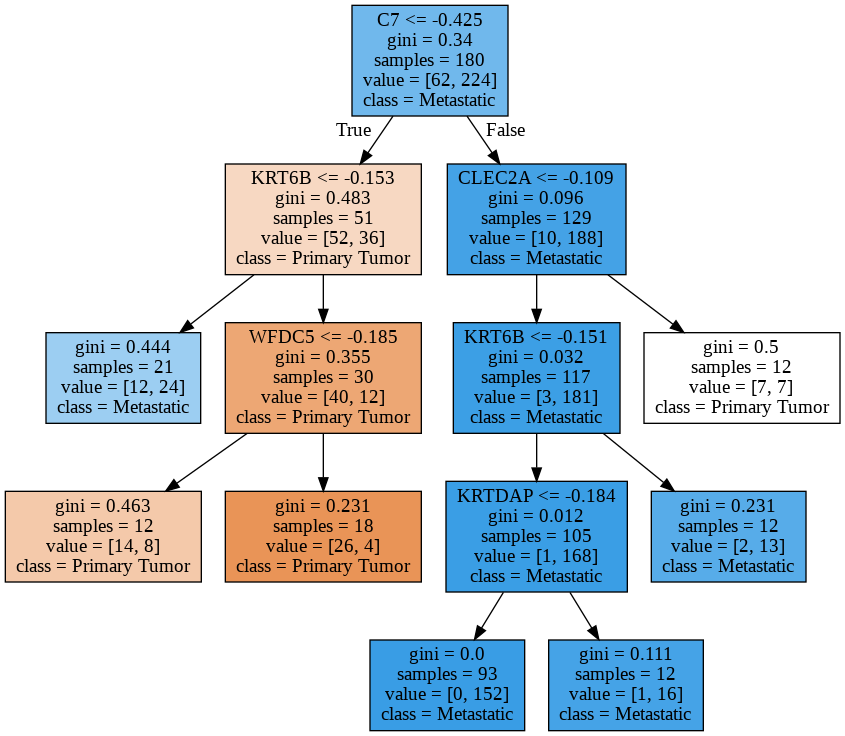 C7 <= -0.425
gini = 0.34
samples = 180
value = [62, 224]
class = Metastatic
True
False
KRT6B <= -0.153
gini = 0.483
samples = 51
value = [52, 36]
class = Primary Tumor
CLEC2A <= -0.109
gini = 0.096
samples = 129
value = [10, 188]
class = Metastatic
gini = 0.444
samples = 21
value = [12, 24]
class = Metastatic
WFDC5 <= -0.185
gini = 0.355
samples = 30
value = [40, 12]
class = Primary Tumor
KRT6B <= -0.151
gini = 0.032
samples = 117
value = [3, 181]
class = Metastatic
gini = 0.5
samples = 12
value = [7, 7]
class = Primary Tumor
gini = 0.463
samples = 12
value = [14, 8]
class = Primary Tumor
gini = 0.231
samples = 18
value = [26, 4]
class = Primary Tumor
KRTDAP <= -0.184
gini = 0.012
samples = 105
value = [1, 168]
class = Metastatic
gini = 0.231
samples = 12
value = [2, 13]
class = Metastatic
gini = 0.0
samples = 93
value = [0, 152]
class = Metastatic
gini = 0.111
samples = 12
value = [1, 16]
class = Metastatic